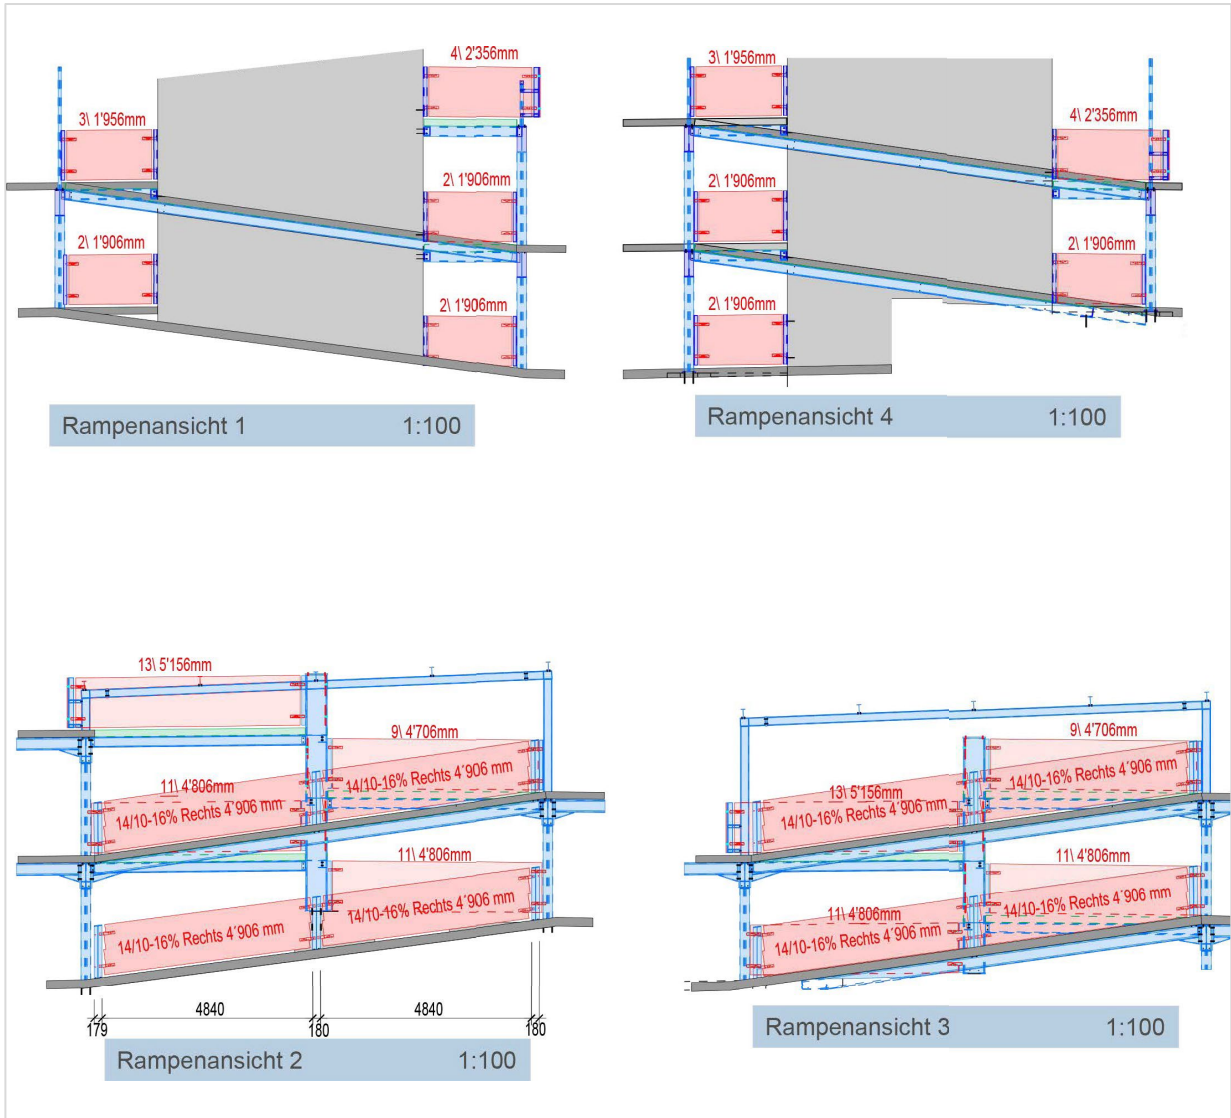 4\ 2'356mm
3\ 1'956mm
2\ 1'906mm
2\ 1'906mm
2\ 1'906mm
Rampenansicht 1 1:100
3\ 1'956mm
4\ 2'356mm
2\ 1'906mm
2\ 1'906mm
2\ 1'906mm
Rampenansicht 4 1:100
13\ 5'156mm
9\ 4'706mm
11\ 4'806mm
14/10-16% Rechts 4´906 mm
14/10-16% Rechts 4´906 mm
11\ 4'806mm
14/10-16% Rechts 4´906 mm
14/10-16% Rechts 4´906 mm
4840 4840
179 180 180
Rampenansicht 2 1:100
9\ 4'706mm
14/10-16% Rechts 4´906 mm
13\ 5'156mm
14/10-16% Rechts 4´906 mm
11\ 4'806mm
14/10-16% Rechts 4´906 mm
11\ 4'806mm
14/10-16% Rechts 4´906 mm
Rampenansicht 3 1:100